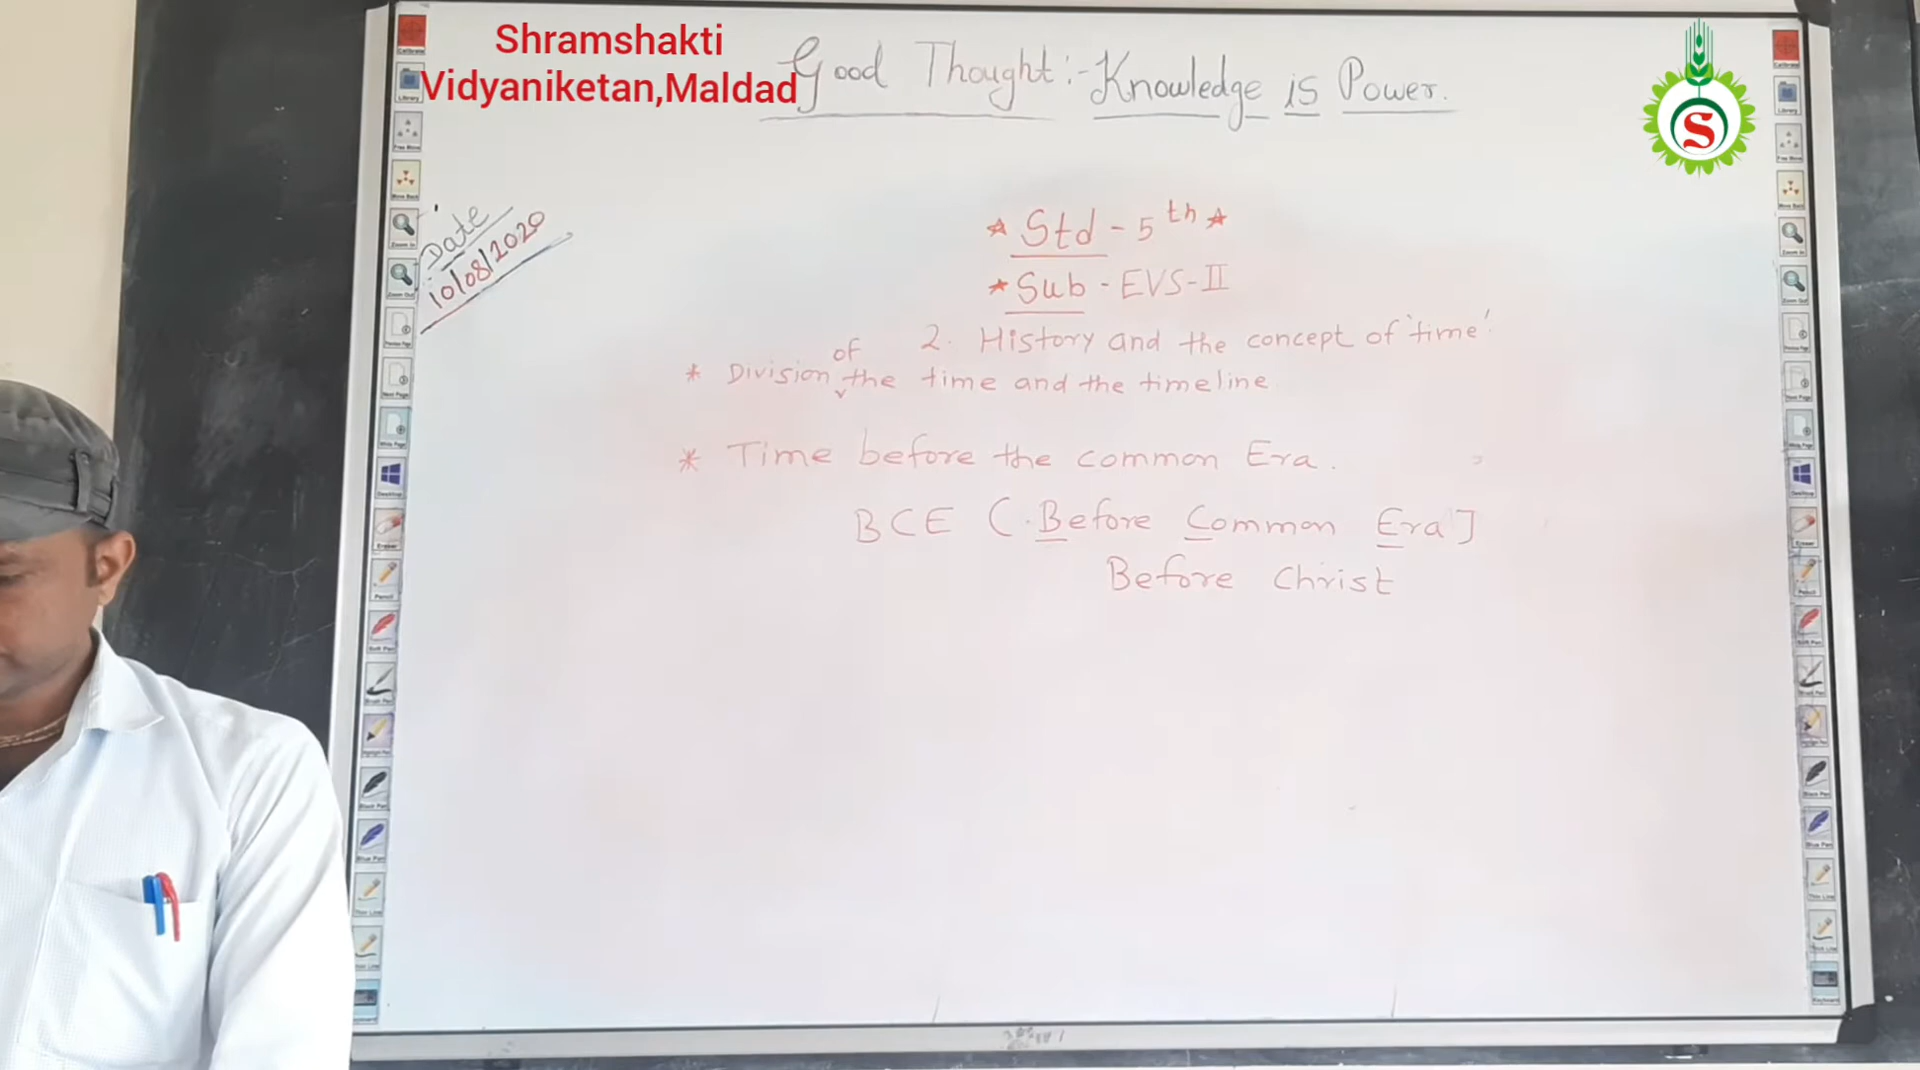 Shramshakti
Vidyaniketan,Maldad
Good Thought:- Knowledge is Power.
Date
10/08/2020
* Std - 5th *
* Sub - EVS-II
2. History and the concept of 'time'
* Division of the time and the timeline
* Time before the common Era.
BCE (Before Common Era]
Before Christ
S